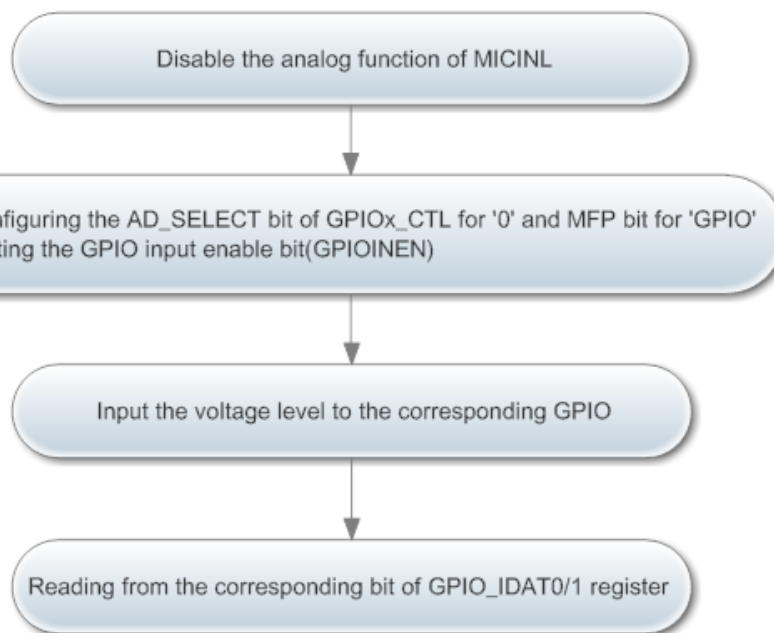 Disable the analog function of MICINL
the AD_SELECT bit of GPIOx_CTL for '0' and MFP bit for 'GPIO'
the GPIO input enable bit(GPIOINEN)
Input the voltage level to the corresponding GPIO
Reading from the corresponding bit of GPIO_IDAT0/1 register